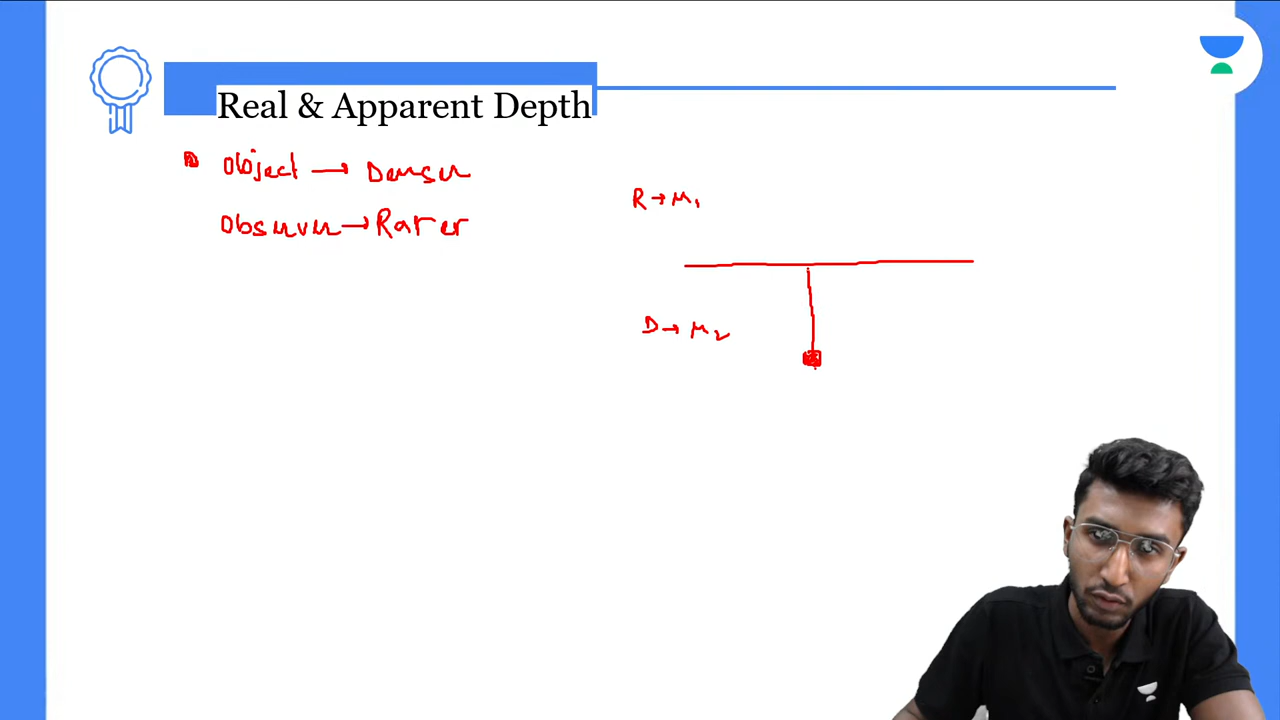 Real & Apparent Depth
Object → Denser
Observer → Rarer
R → μ₁
D → μ₂